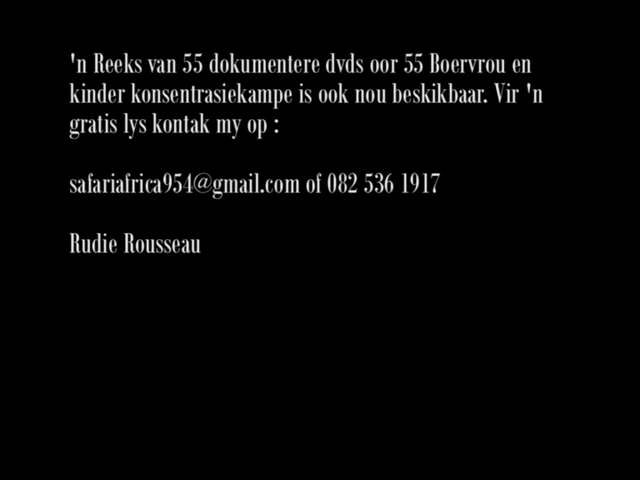 'n Reeks van 55 dokumentere dvds oor 55 Boervrou en
kinder konsentrasiekampe is ook nou beskikbaar. Vir 'n
gratis lys kontak my op :
safariafrica954@gmail.com of 082 536 1917
Rudie Rousseau